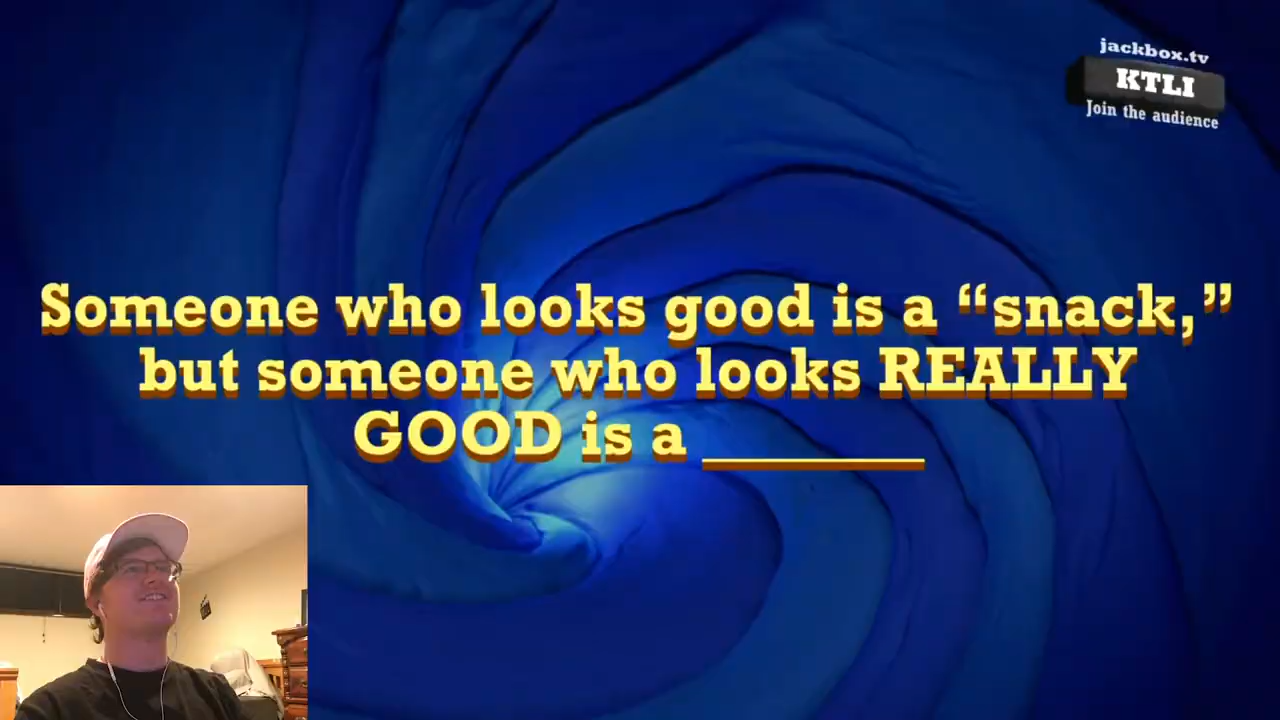 jackbox.tv
KTLI
Join the audience
Someone who looks good is a “snack,”
but someone who looks REALLY
GOOD is a ________